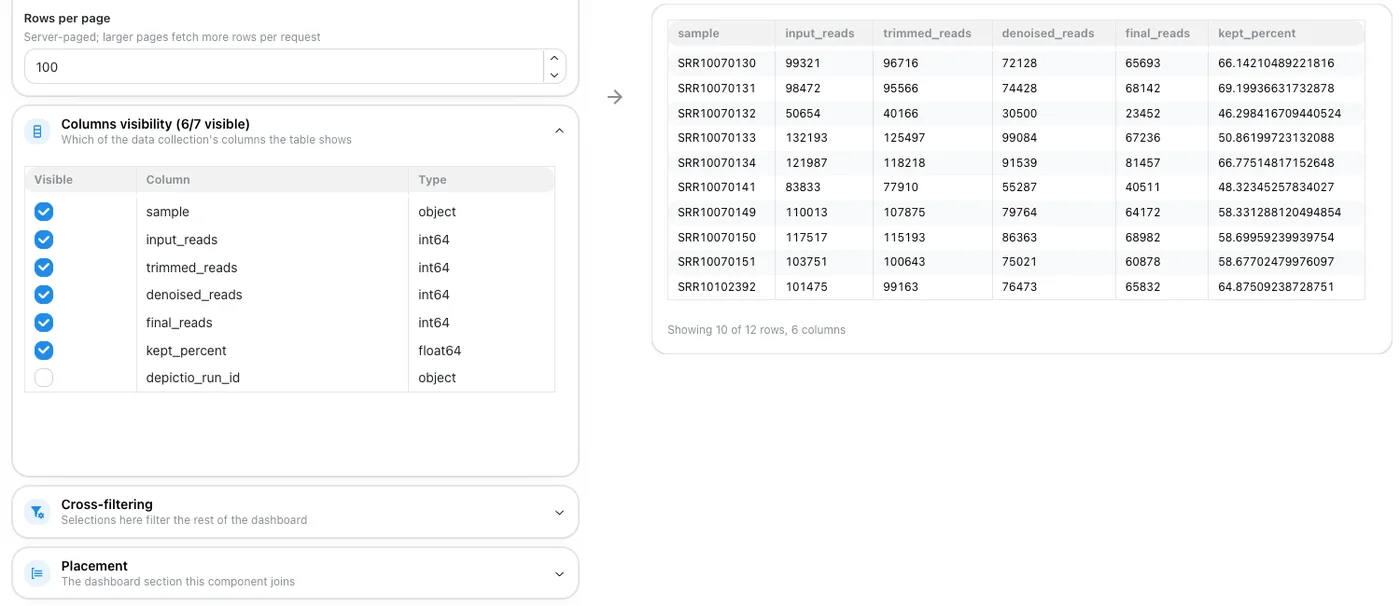 Rows per page
Server-paged; larger pages fetch more rows per request
100
Columns visibility (6/7 visible)
Which of the data collection's columns the table shows
Visible Column Type
sample object
input_reads int64
trimmed_reads int64
denoised_reads int64
final_reads int64
kept_percent float64
depictio_run_id object
Cross-filtering
Selections here filter the rest of the dashboard
Placement
The dashboard section this component joins
sample input_reads trimmed_reads denoised_reads final_reads kept_percent
SRR10070130 99321 96716 72128 65693 66.14210489221816
SRR10070131 98472 95566 74428 68142 69.19936631732878
SRR10070132 50654 40166 30500 23452 46.298416709440524
SRR10070133 132193 125497 99084 67236 50.86199723132088
SRR10070134 121987 118218 91539 81457 66.77514817152648
SRR10070141 83833 77910 55287 40511 48.32345257834027
SRR10070149 110013 107875 79764 64172 58.331288120494854
SRR10070150 117517 115193 86363 68982 58.69959239939754
SRR10070151 103751 100643 75021 60878 58.67702479976097
SRR10102392 101475 99163 76473 65832 64.87509238728751
Showing 10 of 12 rows, 6 columns